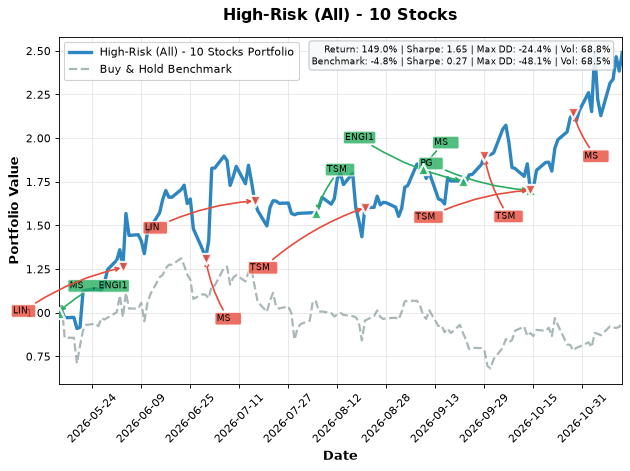 High-Risk (All) - 10 Stocks
High-Risk (All) - 10 Stocks Portfolio
Buy & Hold Benchmark
Return: 149.0% | Sharpe: 1.65 | Max DD: -24.4% | Vol: 68.8%
Benchmark: -4.8% | Sharpe: 0.27 | Max DD: -48.1% | Vol: 68.5%
Portfolio Value
2.50
2.25
2.00
1.75
1.50
1.25
.00
0.75
ENGI1
MS
PG
TSM
LIN
TSM
TSM
TSM
MS
MS
ENGI1
LIN
MS
2026-05-24
2026-06-09
2026-06-25
2026-07-11
2026-07-27
2026-08-12
2026-08-28
2026-09-13
2026-09-29
2026-10-15
2026-10-31
Date